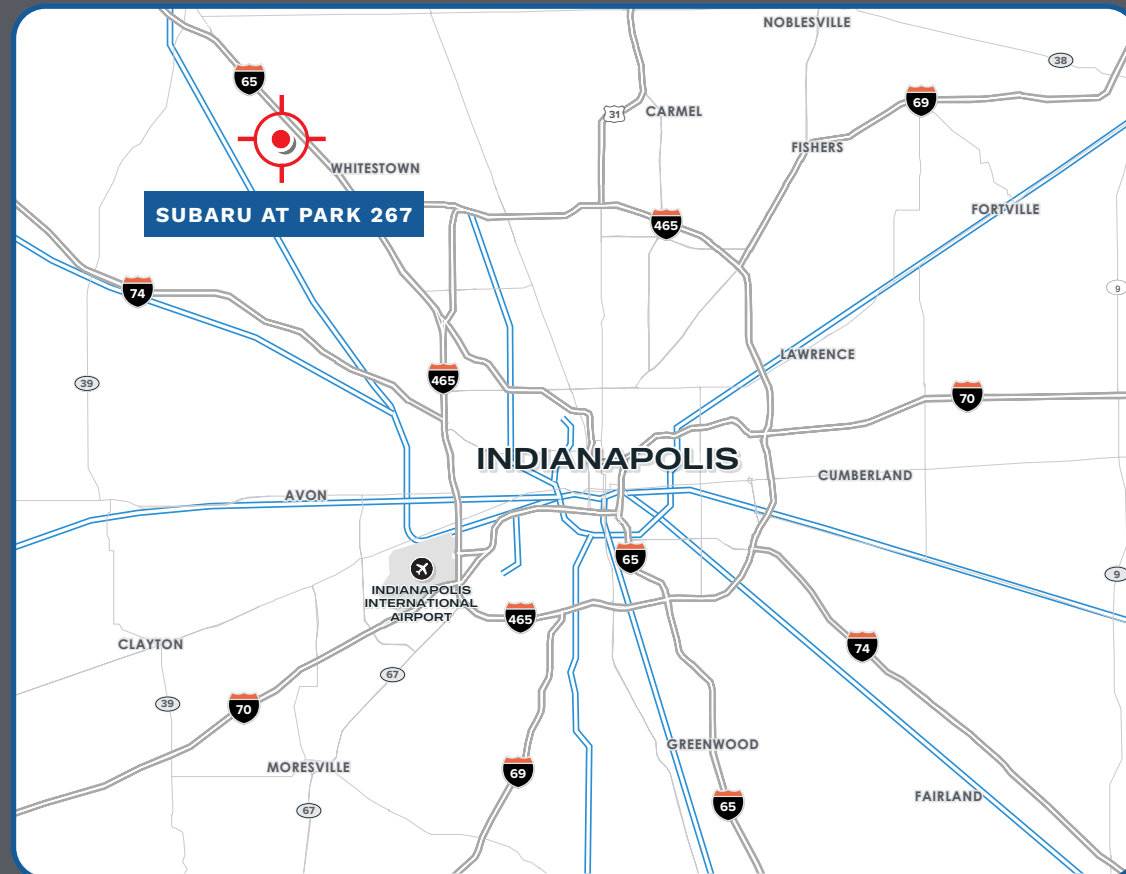 NOBLESVILLE
38
65
69
31
CARMEL
FISHERS
WHITESTOWN
SUBARU AT PARK 267
FORTVILLE
465
74
9
LAWRENCE
465
39
70
INDIANAPOLIS
CUMBERLAND
AVON
65
INDIANAPOLIS
INTERNATIONAL
AIRPORT
9
465
CLAYTON
74
67
39
70
GREENWOOD
MORESVILLE
69
FAIRLAND
65
67